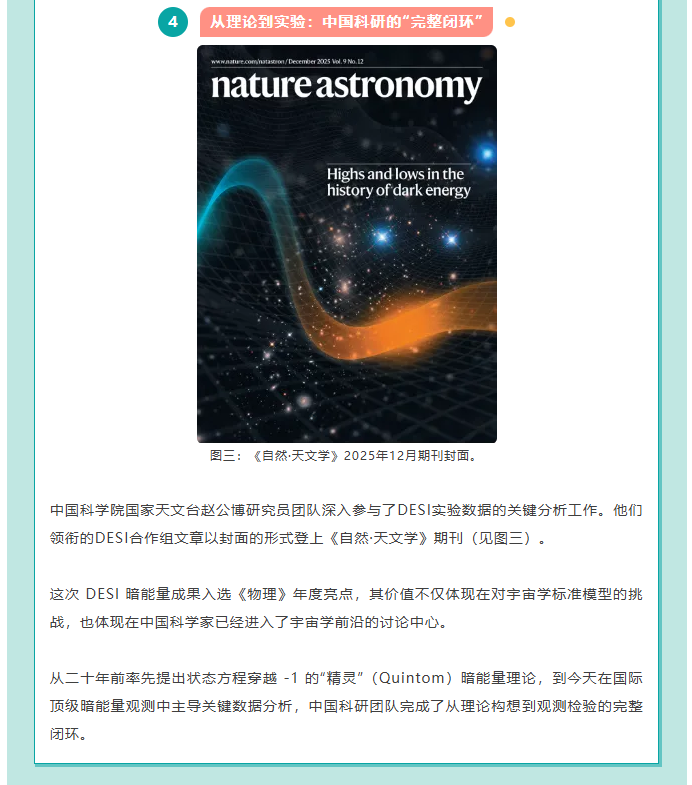 4
从理论到实验：中国科研的“完整闭环”
www.nature.com/natastron / December 2025 Vol. 9 No. 12
nature astronomy
Highs and lows in the
history of dark energy
图三：《自然·天文学》2025年12月期刊封面。
中国科学院国家天文台赵公博研究员团队深入参与了DESI实验数据的关键分析工作。他们
领衔的DESI合作组文章以封面的形式登上《自然·天文学》期刊（见图三）。
这次 DESI 暗能量成果入选《物理》年度亮点，其价值不仅体现在对宇宙学标准模型的挑
战，也体现在中国科学家已经进入了宇宙学前沿的讨论中心。
从二十年前率先提出状态方程穿越 -1 的“精灵”（Quintom）暗能量理论，到今天在国际
顶级暗能量观测中主导关键数据分析，中国科研团队完成了从理论构想到观测检验的完整
闭环。